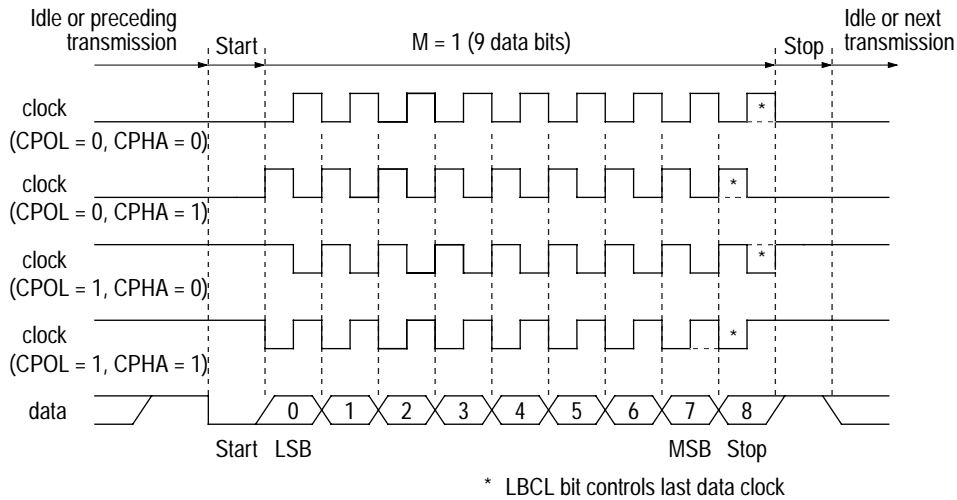 Idle or preceding
transmission
Start
M = 1 (9 data bits)
Stop
Idle or next
transmission
clock
(CPOL = 0, CPHA = 0)
*
clock
(CPOL = 0, CPHA = 1)
*
clock
(CPOL = 1, CPHA = 0)
*
clock
(CPOL = 1, CPHA = 1)
*
data
0 1 2 3 4 5 6 7 8
Start LSB MSB Stop
* LBCL bit controls last data clock